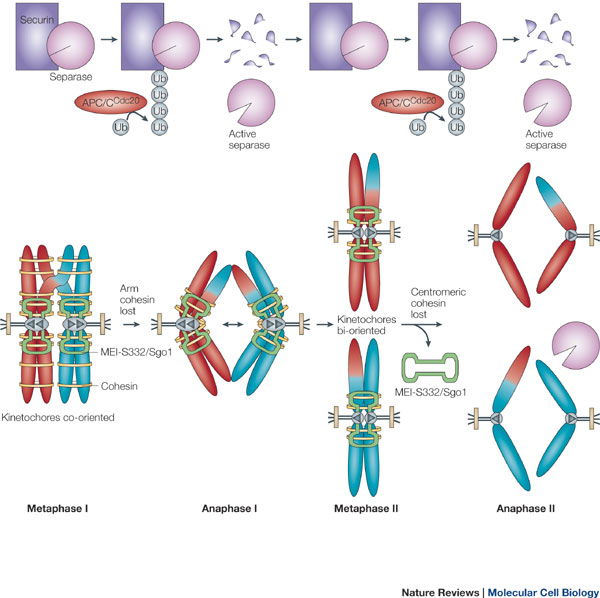 Securin
Separase
APC/CCdc20
Ub
Ub
Ub
Ub
Ub
Active
separase
APC/CCdc20
Ub
Ub
Ub
Ub
Ub
Active
separase
Arm
cohesin
lost
MEI-S332/Sgo1
Cohesin
Kinetochores co-oriented
Kinetochores
bi-oriented
Centromeric
cohesin
lost
MEI-S332/Sgo1
Metaphase I
Anaphase I
Metaphase II
Anaphase II
Nature Reviews | Molecular Cell Biology